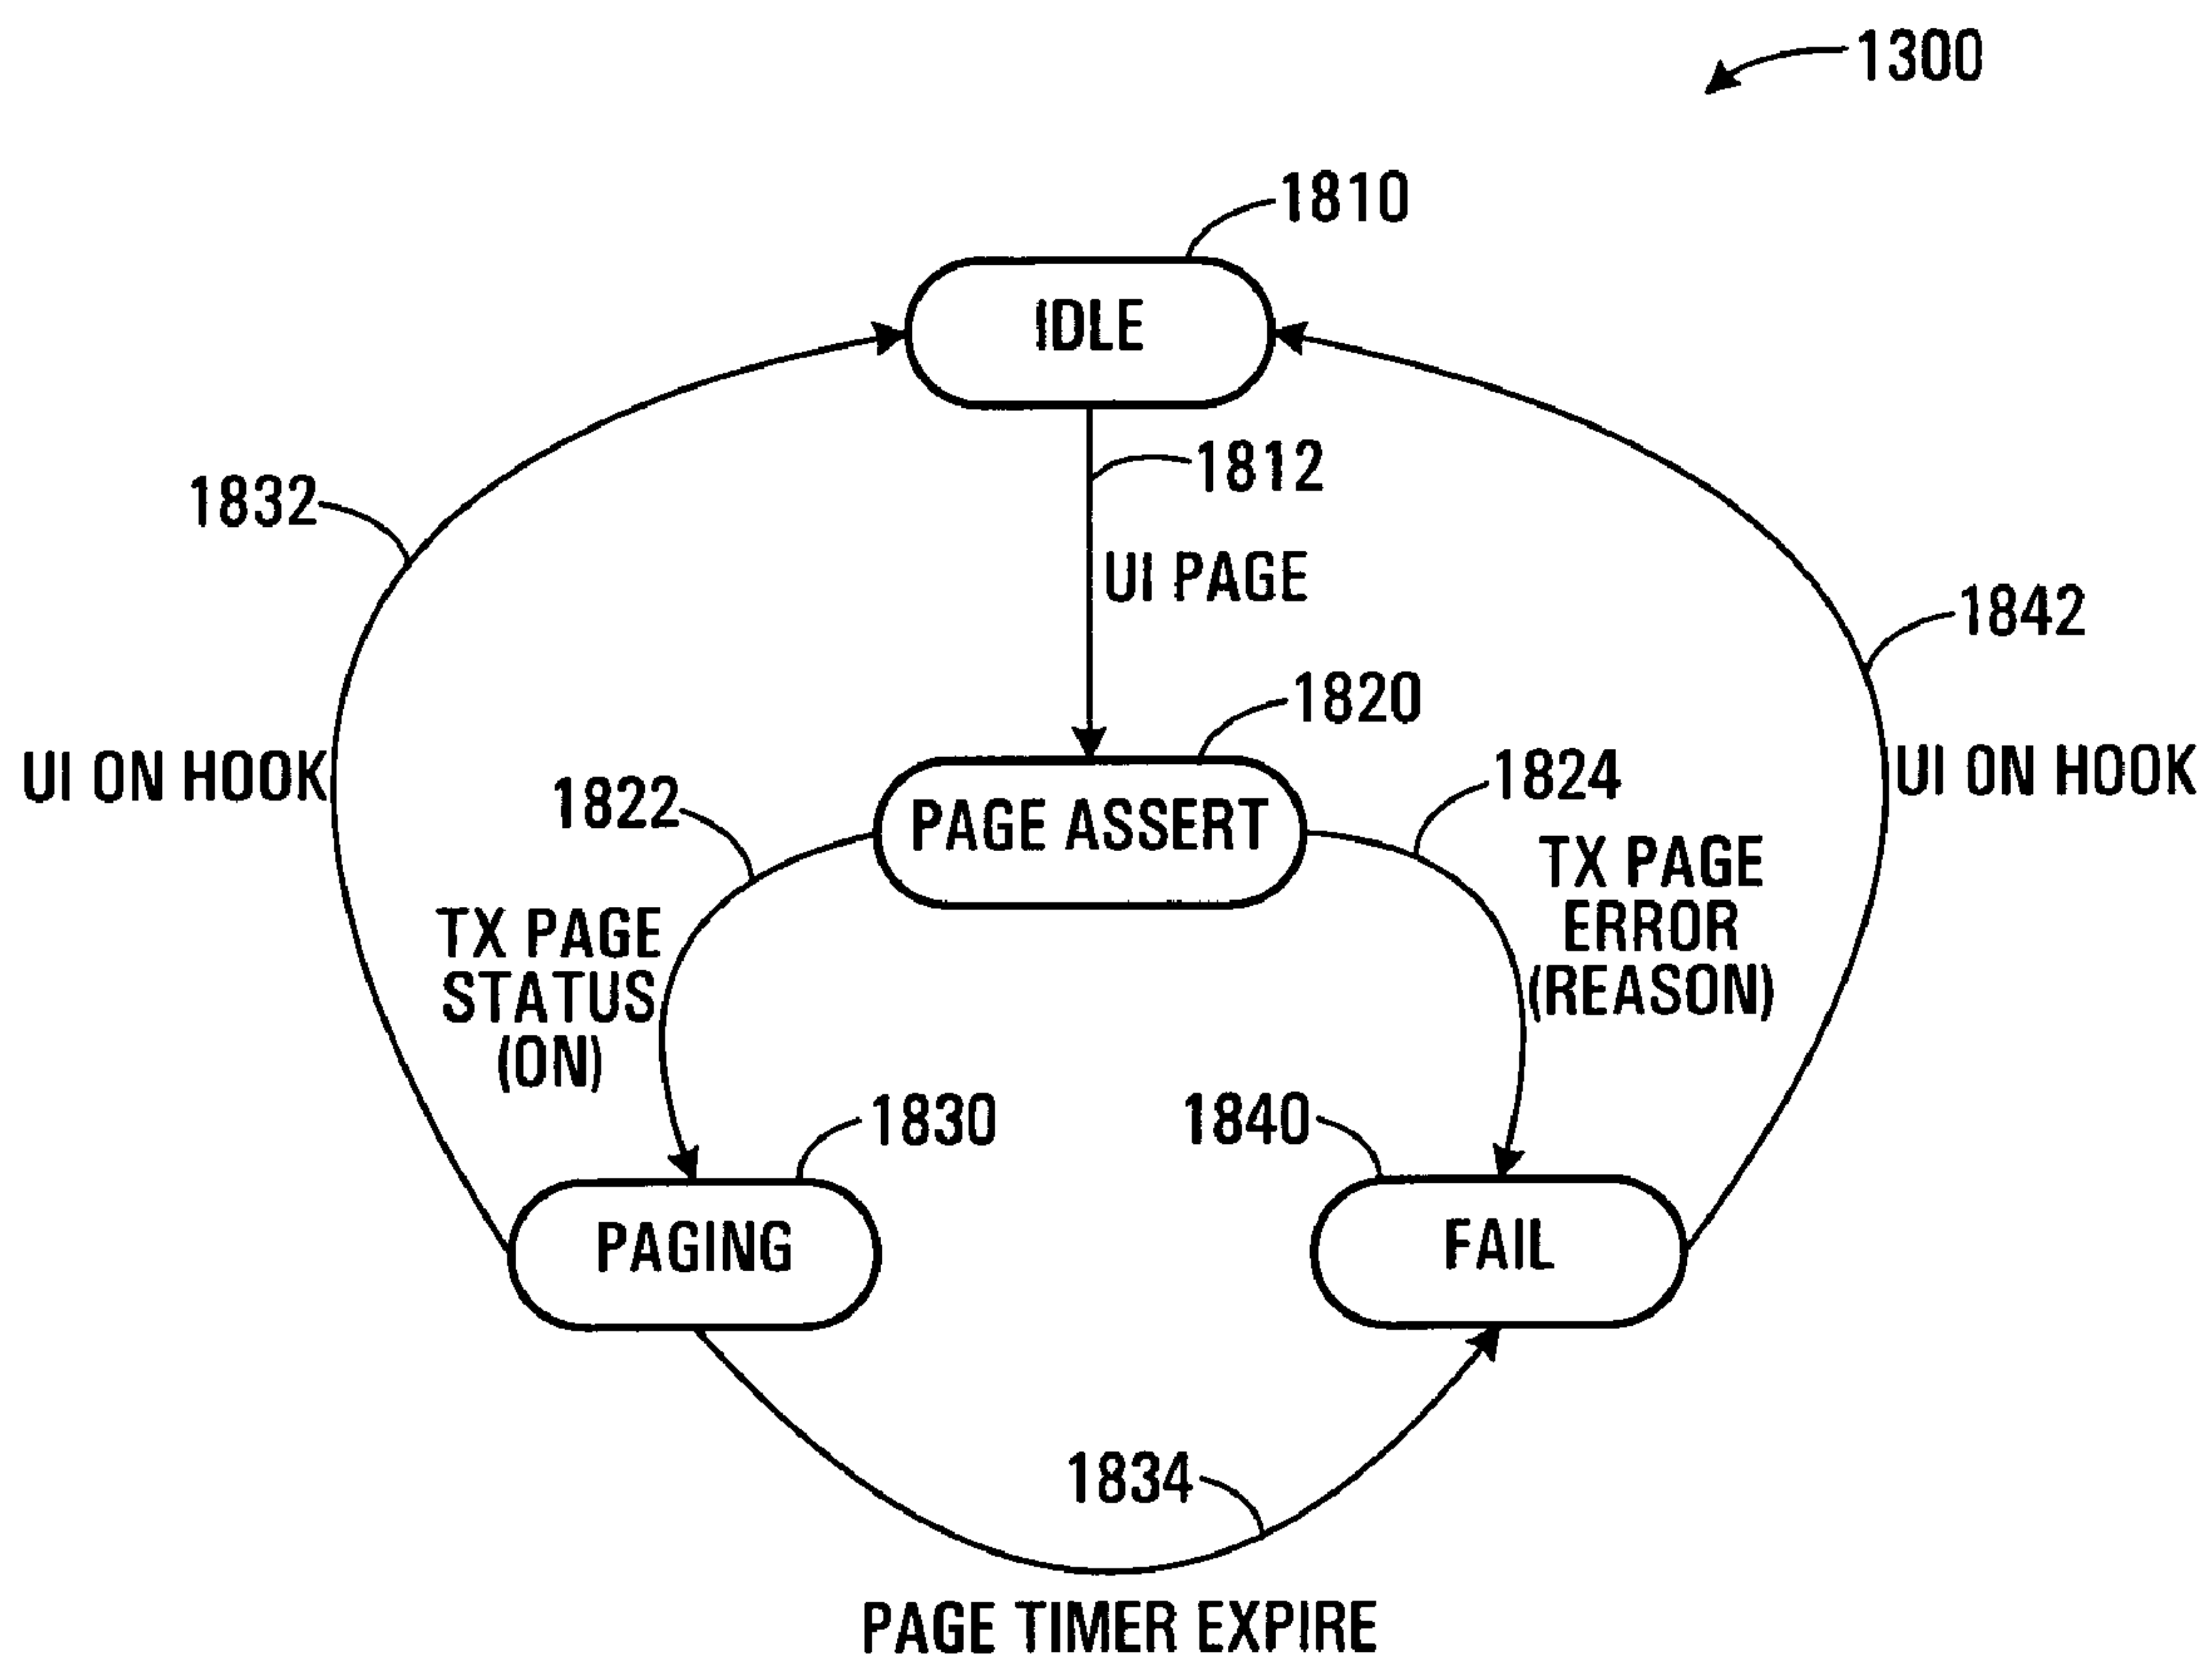 1300
1810
IDLE
1812
1832
UI PAGE
1842
1820
UI ON HOOK
1822
PAGE ASSERT
1824
UI ON HOOK
TX PAGE
ERROR
(REASON)
TX PAGE
STATUS
(ON)
1830
1840
PAGING
FAIL
1834
PAGE TIMER EXPIRE